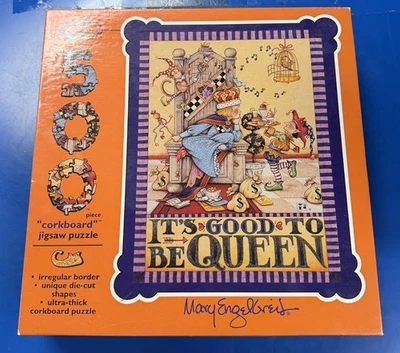 500
piece
"corkboard"™
jigsaw puzzle
• irregular border
• unique die-cut
shapes
• ultra-thick
corkboard puzzle
IT'S GOOD TO
BE QUEEN
Mary Engelbreit®